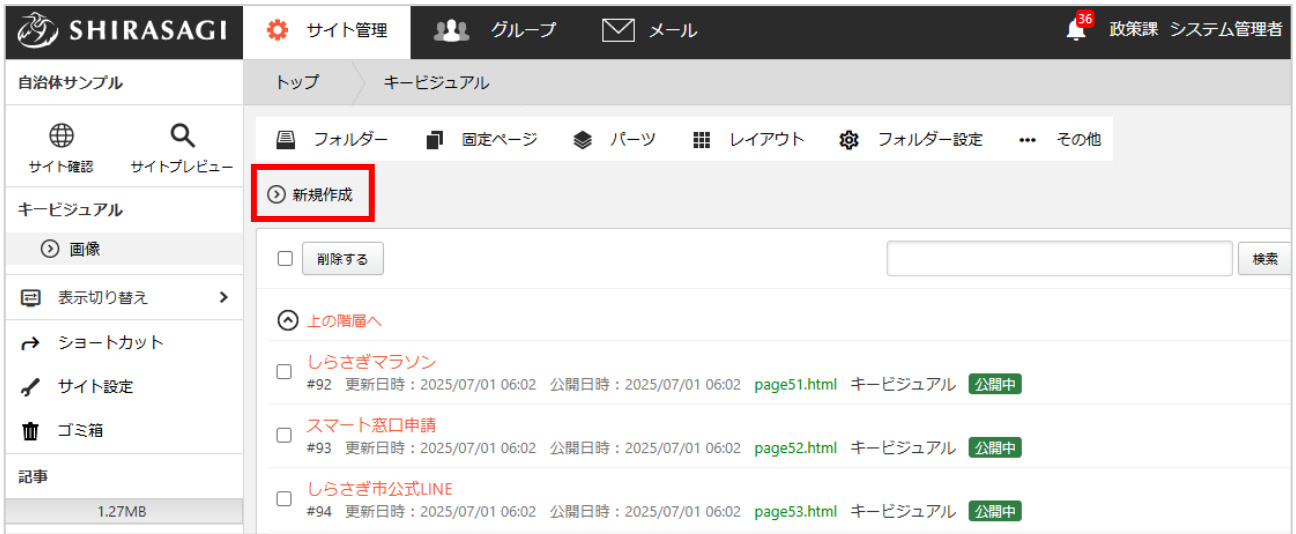 SHIRASAGI サイト管理 グループ メール 36 政策課 システム管理者
自治体サンプル トップ キービジュアル
サイト確認 サイトプレビュー フォルダー 固定ページ パーツ レイアウト フォルダー設定 ••• その他
新規作成
キービジュアル
画像 削除する 検索
表示切り替え
上の階層へ
ショートカット
しらさぎマラソン
#92 更新日時：2025/07/01 06:02 公開日時：2025/07/01 06:02 page51.html キービジュアル 公開中
サイト設定
スマート窓口申請
ゴミ箱
#93 更新日時：2025/07/01 06:02 公開日時：2025/07/01 06:02 page52.html キービジュアル 公開中
記事
しらさぎ市公式LINE
1.27MB
#94 更新日時：2025/07/01 06:02 公開日時：2025/07/01 06:02 page53.html キービジュアル 公開中